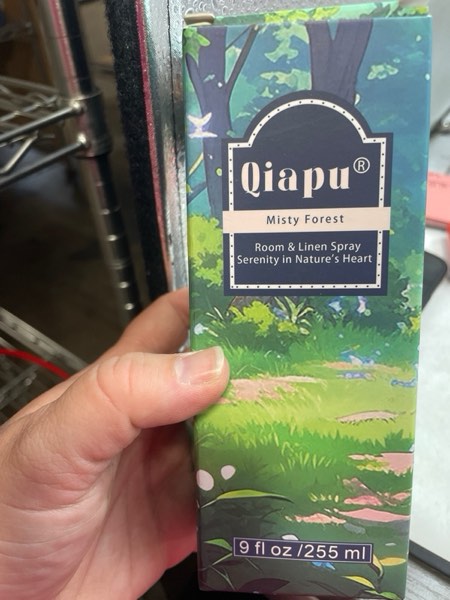 Qiapu®
Misty Forest
Room & Linen Spray
Serenity in Nature's Heart
9 fl oz /255 ml